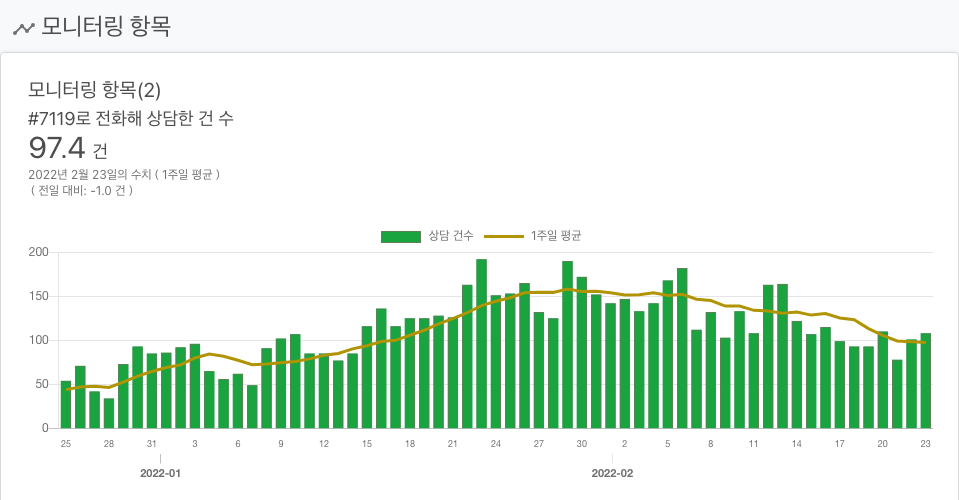 모니터링 항목
모니터링 항목(2)
#7119로 전화해 상담한 건 수
97.4 건
2022년 2월 23일의 수치 ( 1주일 평균 )
( 전일 대비: -1.0 건 )
상담 건수 1주일 평균
200
150
100
50
0
25 28 31 3 6 9 12 15 18 21 24 27 30 2 5 8 11 14 17 20 23
2022-01 2022-02